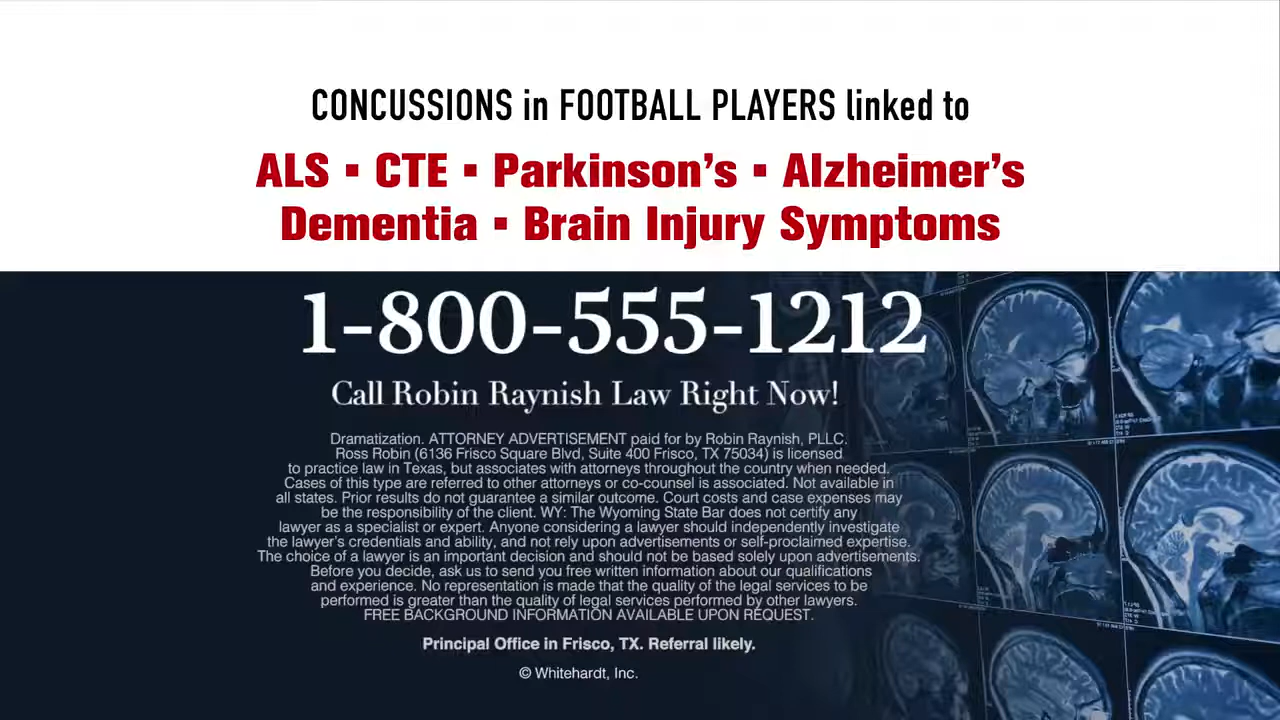 CONCUSSIONS in FOOTBALL PLAYERS linked to
ALS ▪ CTE ▪ Parkinson's ▪ Alzheimer's
Dementia ▪ Brain Injury Symptoms
1-800-555-1212
Call Robin Raynish Law Right Now!
Dramatization. ATTORNEY ADVERTISEMENT paid for by Robin Raynish, PLLC.
Ross Robin (6136 Frisco Square Blvd, Suite 400 Frisco, TX 75034) is licensed
to practice law in Texas, but associates with attorneys throughout the country when needed.
Cases of this type are referred to other attorneys or co-counsel is associated. Not available in
all states. Prior results do not guarantee a similar outcome. Court costs and case expenses may
be the responsibility of the client. WY: The Wyoming State Bar does not certify any
lawyer as a specialist or expert. Anyone considering a lawyer should independently investigate
the lawyer's credentials and ability, and not rely upon advertisements or self-proclaimed expertise.
The choice of a lawyer is an important decision and should not be based solely upon advertisements.
Before you decide, ask us to send you free written information about our qualifications
and experience. No representation is made that the quality of the legal services to be
performed is greater than the quality of legal services performed by other lawyers.
FREE BACKGROUND INFORMATION AVAILABLE UPON REQUEST.
Principal Office in Frisco, TX. Referral likely.
© Whitehardt, Inc.